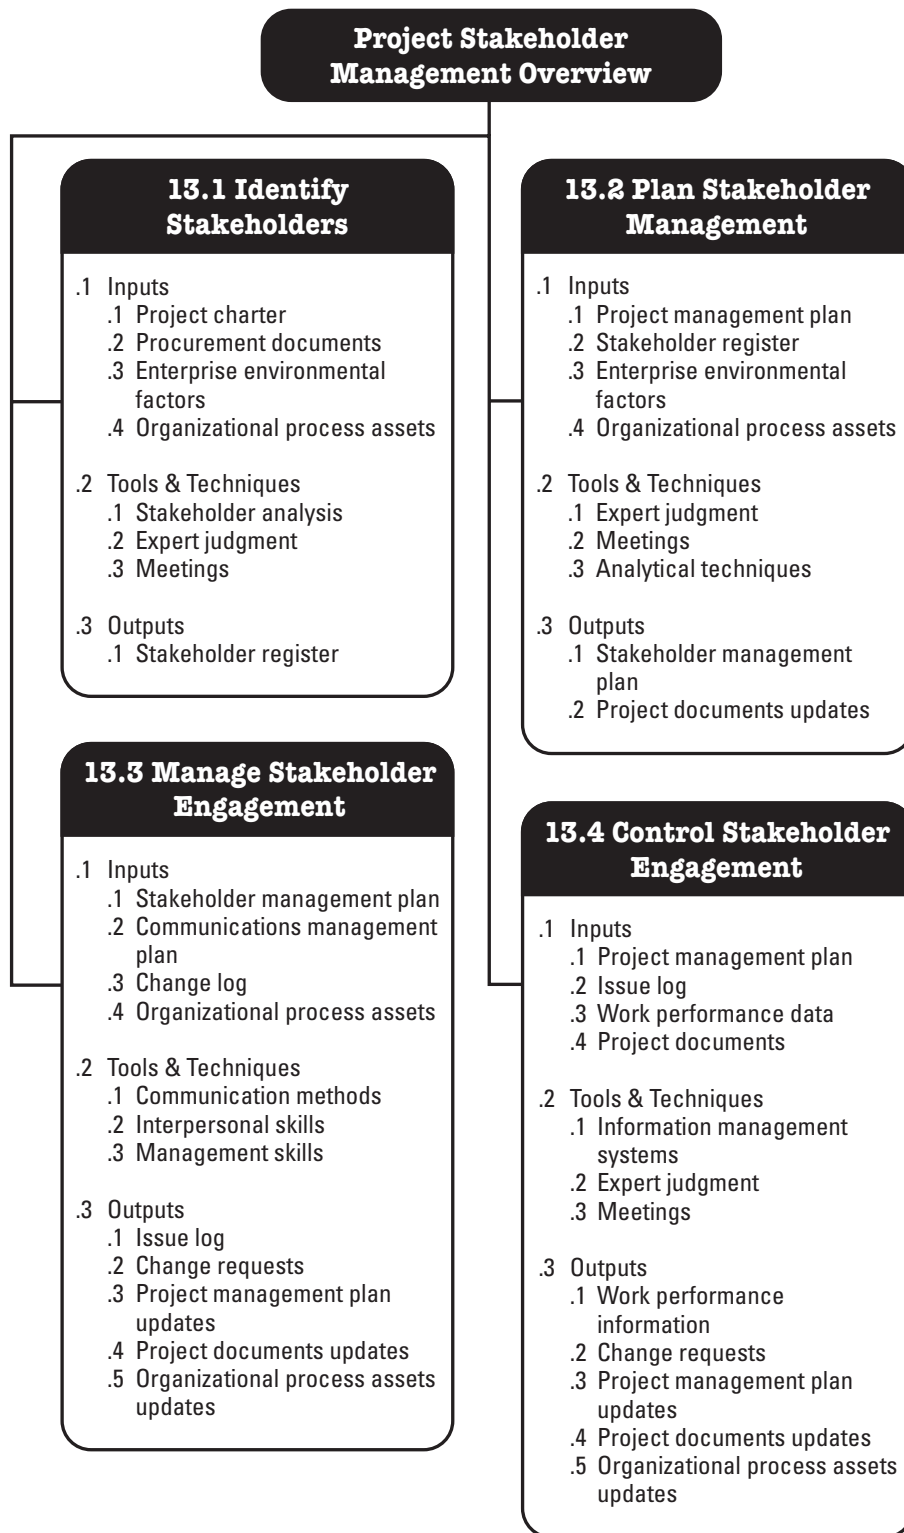 Project Stakeholder
Management Overview
13.1 Identify
Stakeholders
.1 Inputs
.1 Project charter
.2 Procurement documents
.3 Enterprise environmental
factors
.4 Organizational process assets
.2 Tools & Techniques
.1 Stakeholder analysis
.2 Expert judgment
.3 Meetings
.3 Outputs
.1 Stakeholder register
13.2 Plan Stakeholder
Management
.1 Inputs
.1 Project management plan
.2 Stakeholder register
.3 Enterprise environmental
factors
.4 Organizational process assets
.2 Tools & Techniques
.1 Expert judgment
.2 Meetings
.3 Analytical techniques
.3 Outputs
.1 Stakeholder management
plan
.2 Project documents updates
13.3 Manage Stakeholder
Engagement
.1 Inputs
.1 Stakeholder management plan
.2 Communications management
plan
.3 Change log
.4 Organizational process assets
.2 Tools & Techniques
.1 Communication methods
.2 Interpersonal skills
.3 Management skills
.3 Outputs
.1 Issue log
.2 Change requests
.3 Project management plan
updates
.4 Project documents updates
.5 Organizational process assets
updates
13.4 Control Stakeholder
Engagement
.1 Inputs
.1 Project management plan
.2 Issue log
.3 Work performance data
.4 Project documents
.2 Tools & Techniques
.1 Information management
systems
.2 Expert judgment
.3 Meetings
.3 Outputs
.1 Work performance
information
.2 Change requests
.3 Project management plan
updates
.4 Project documents updates
.5 Organizational process assets
updates